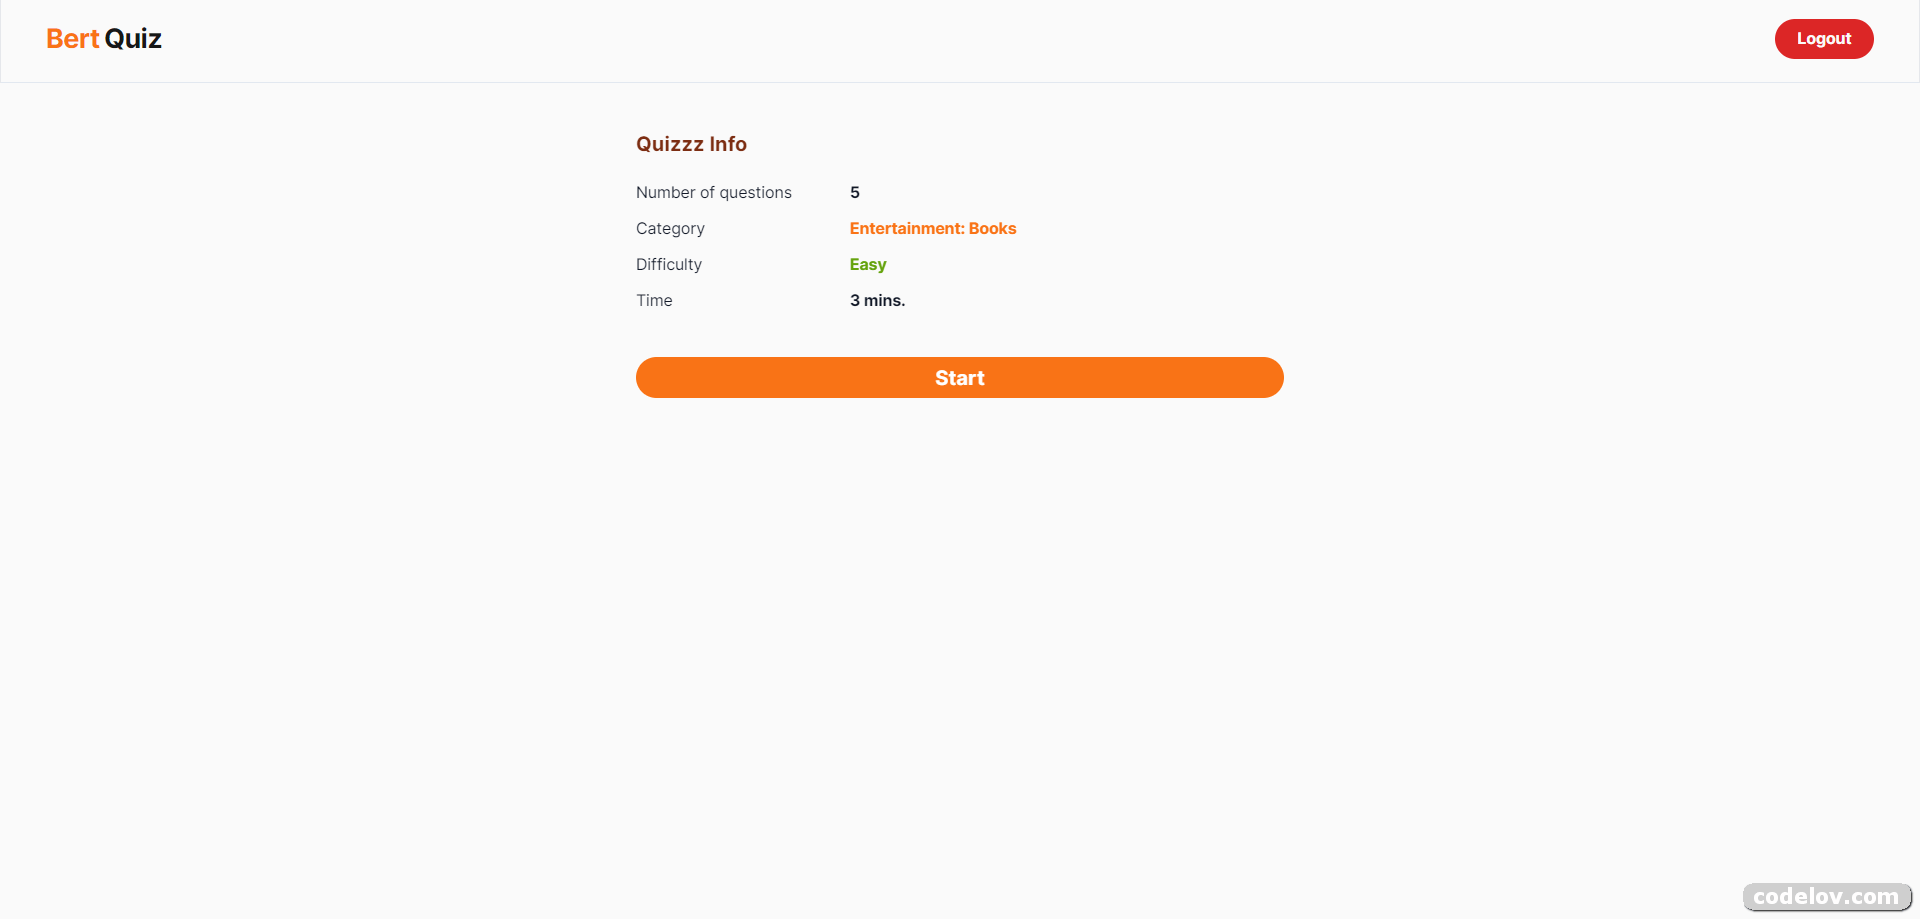 Bert Quiz
Logout
Quizzz Info
Number of questions 5
Category Entertainment: Books
Difficulty Easy
Time 3 mins.
Start
codelov.com